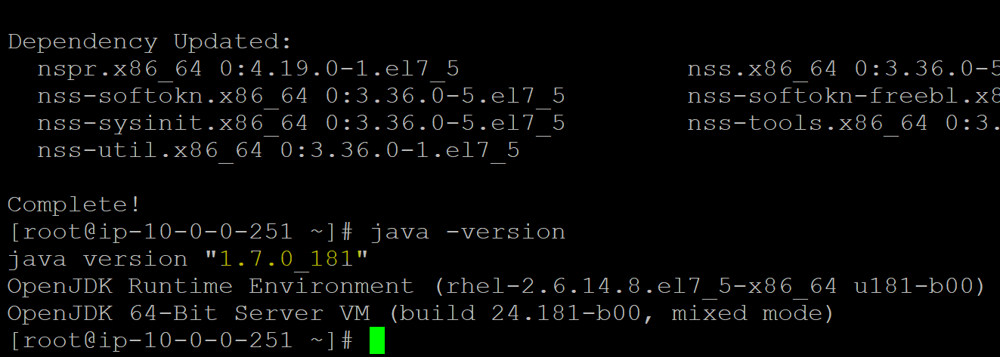 Dependency Updated:
  nspr.x86_64 0:4.19.0-1.el7_5                nss.x86_64 0:3.36.0-5
  nss-softokn.x86_64 0:3.36.0-5.el7_5         nss-softokn-freebl.x8
  nss-sysinit.x86_64 0:3.36.0-5.el7_5         nss-tools.x86_64 0:3.
  nss-util.x86_64 0:3.36.0-1.el7_5
Complete!
[root@ip-10-0-0-251 ~]# java -version
java version "1.7.0_181"
OpenJDK Runtime Environment (rhel-2.6.14.8.el7_5-x86_64 u181-b00)
OpenJDK 64-Bit Server VM (build 24.181-b00, mixed mode)
[root@ip-10-0-0-251 ~]#